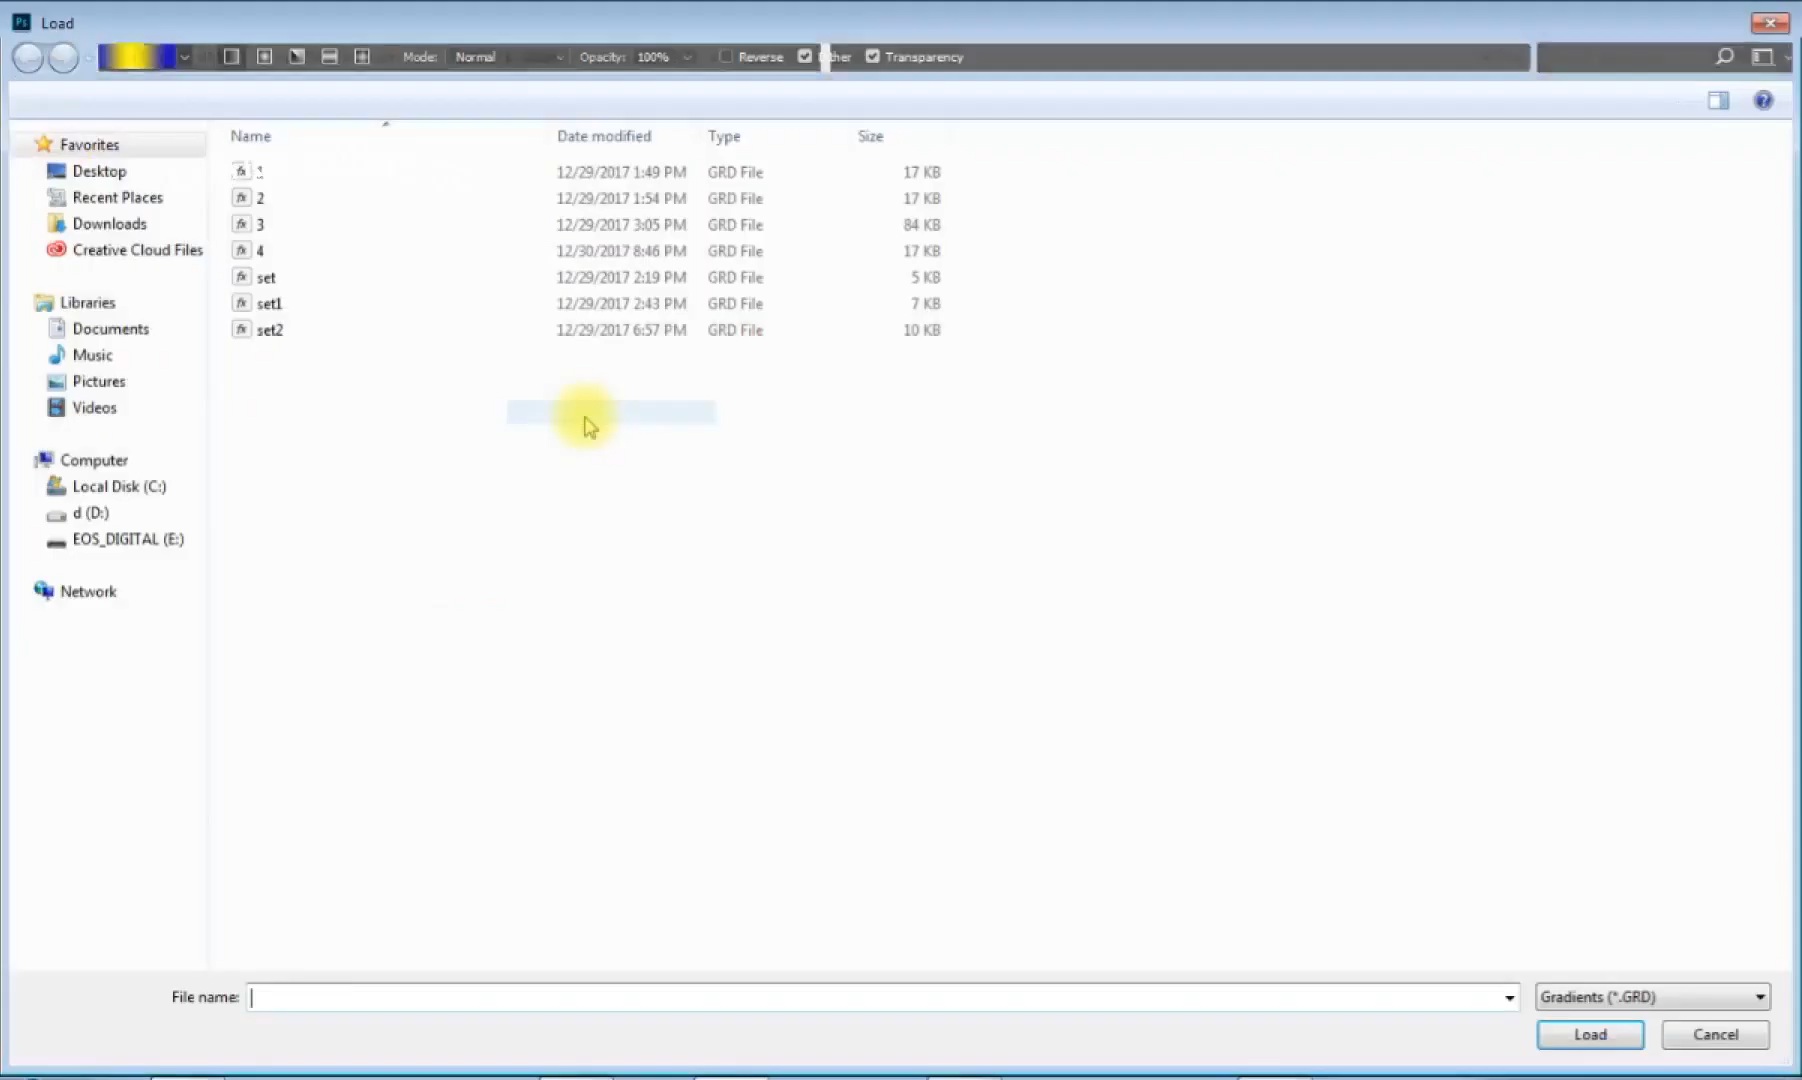 Ps Load
Mode: Normal Opacity: 100% Reverse ther Transparency
Name Date modified Type Size
Favorites
Desktop
Recent Places
Downloads
Creative Cloud Files
Libraries
Documents
Music
Pictures
Videos
Computer
Local Disk (C:)
d (D:)
EOS_DIGITAL (E:)
Network
1 12/29/2017 1:49 PM GRD File 17 KB
2 12/29/2017 1:54 PM GRD File 17 KB
3 12/29/2017 3:05 PM GRD File 84 KB
4 12/30/2017 8:46 PM GRD File 17 KB
set 12/29/2017 2:19 PM GRD File 5 KB
set1 12/29/2017 2:43 PM GRD File 7 KB
set2 12/29/2017 6:57 PM GRD File 10 KB
File name: Gradients (*.GRD)
Load Cancel